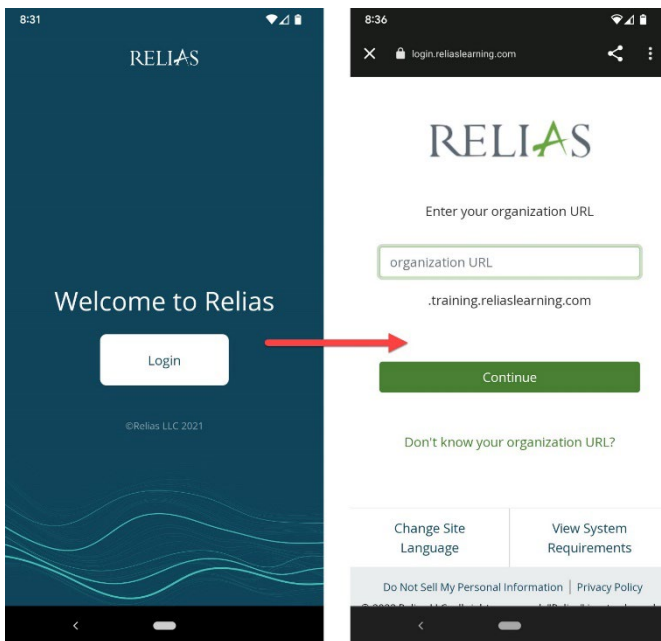 8:31
RELIAS
Welcome to Relias
Login
©Relias LLC 2021
8:36
login.reliaslearning.com
RELIAS
Enter your organization URL
organization URL
.training.reliaslearning.com
Continue
Don't know your organization URL?
Change Site
Language
View System
Requirements
Do Not Sell My Personal Information | Privacy Policy